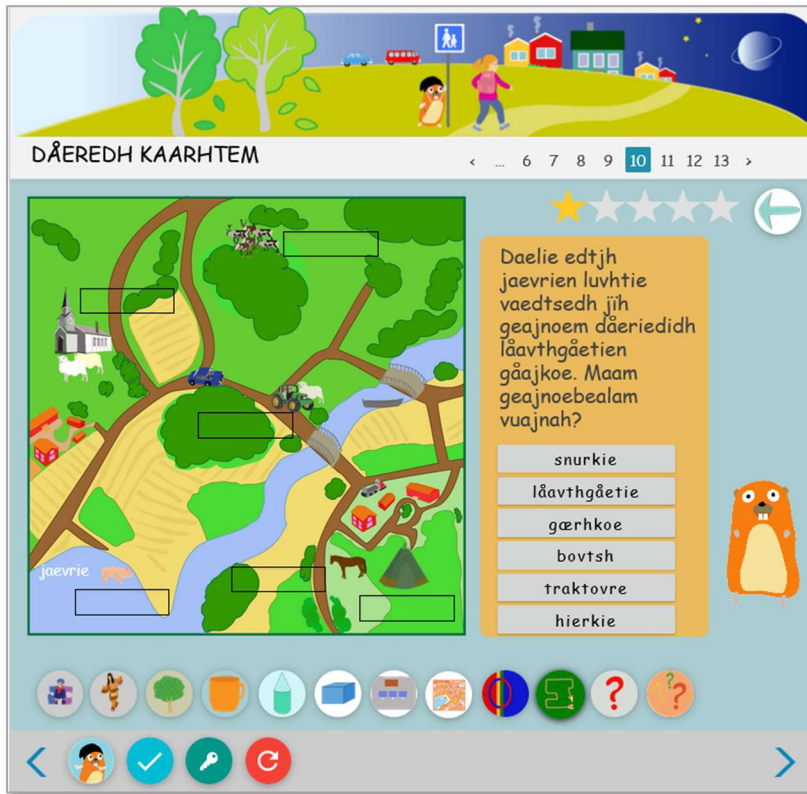 DÅEREDH KAARHTEM
‹ ... 6 7 8 9 10 11 12 13 ›
Daelie edtjh
jaevrien luvhtie
vaedtsedh jïh
geajnoem dåeriedidh
låavthgåetien
gåajkoe. Maam
geajnoebealam
vuajnah?
snurkie
låavthgåetie
gærhkoe
bovtsh
traktovre
hierkie
jaevrie
? ? ? ?